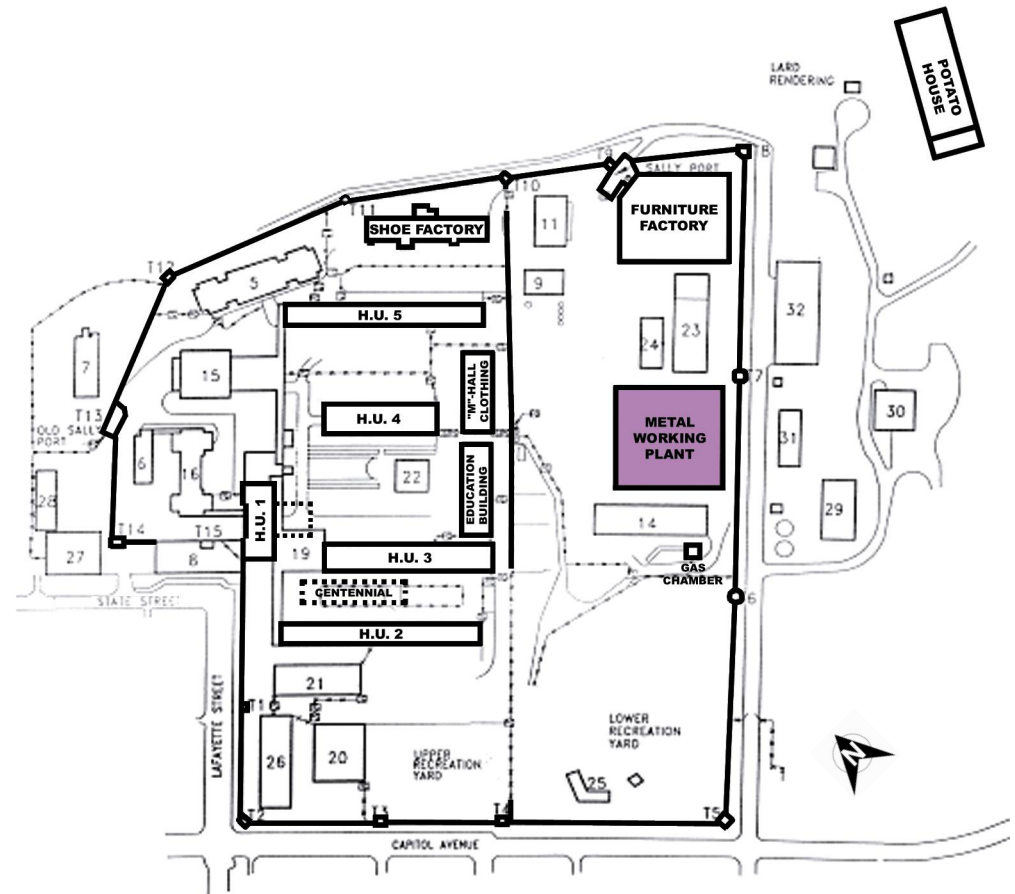 POTATO
HOUSE
LARD
RENDERING
T9
T8
SALLY PORT
T10
T11
11
FURNITURE
FACTORY
SHOE FACTORY
T12
5
9
32
H.U. 5
24
23
7
15
"M"-HALL
CLOTHING
T7
T13
OLD SALLY
PORT
H.U. 4
METAL
WORKING
PLANT
30
31
6
16
22
EDUCATION
BUILDING
28
H.U. 1
14
29
T14
T15
27
8
19
H.U. 3
GAS
CHAMBER
CENTENNIAL
6
STATE STREET
H.U. 2
21
LAFAYETTE STREET
T1
LOWER
RECREATION
YARD
26
20
UPPER
RECREATION
YARD
25
N
T2
T3
T4
T5
CAPITOL AVENUE